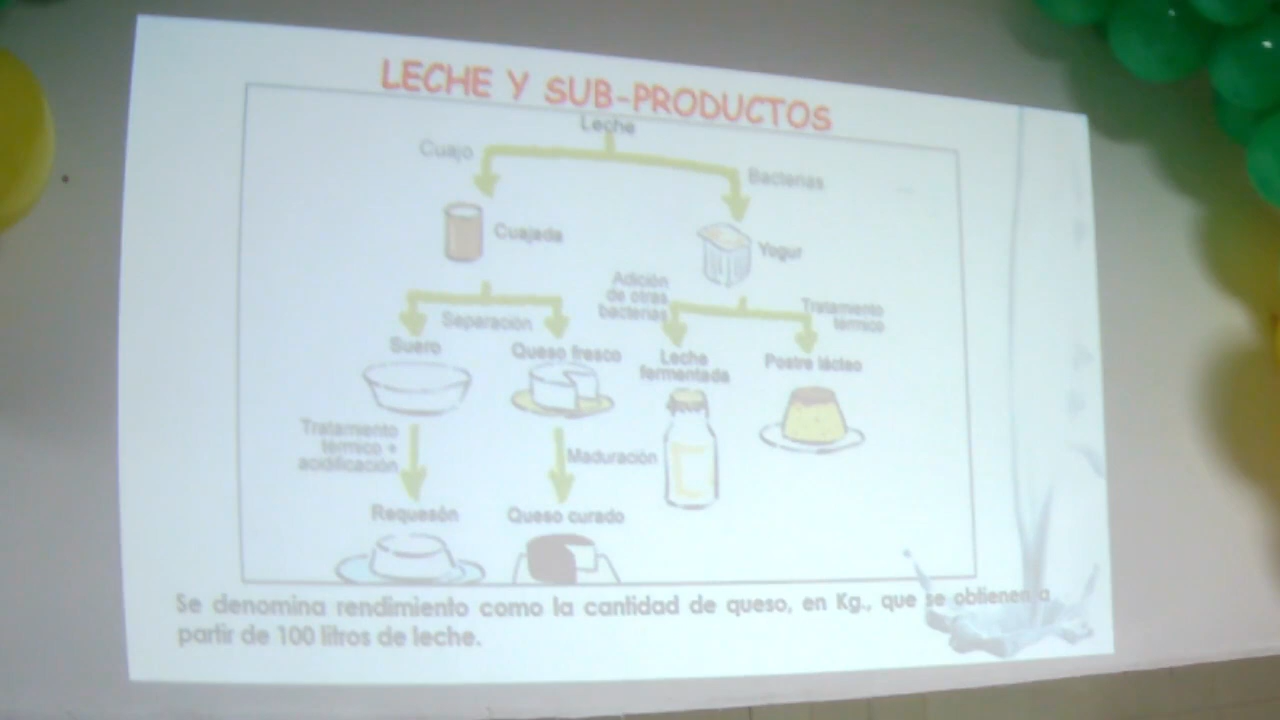 LECHE Y SUB-PRODUCTOS
Leche
Cuajo
Bacterias
Cuajada
Yogur
Separación
Adición
de otras
bacterias
Tratamiento
térmico
Suero
Queso fresco
Leche
fermentada
Postre lácteo
Tratamiento
térmico +
acidificación
Maduración
Requesón
Queso curado
Se denomina rendimiento como la cantidad de queso, en Kg., que se obtienen a
partir de 100 litros de leche.